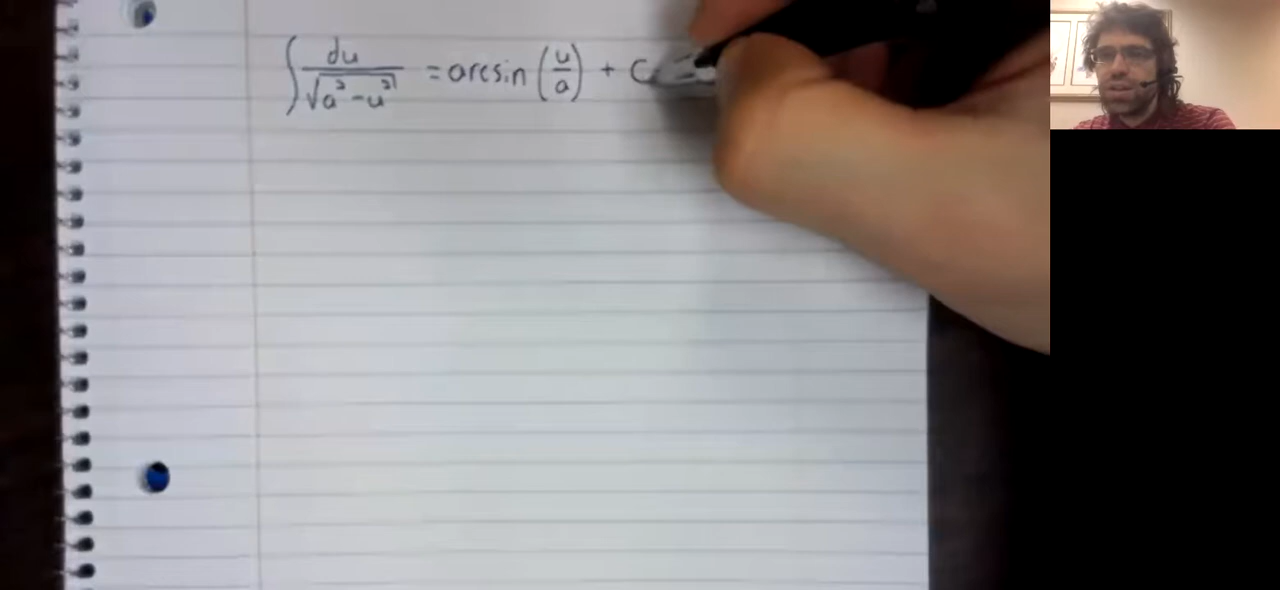 ∫ du/√(a² - u²) = arcsin (u/a) + C